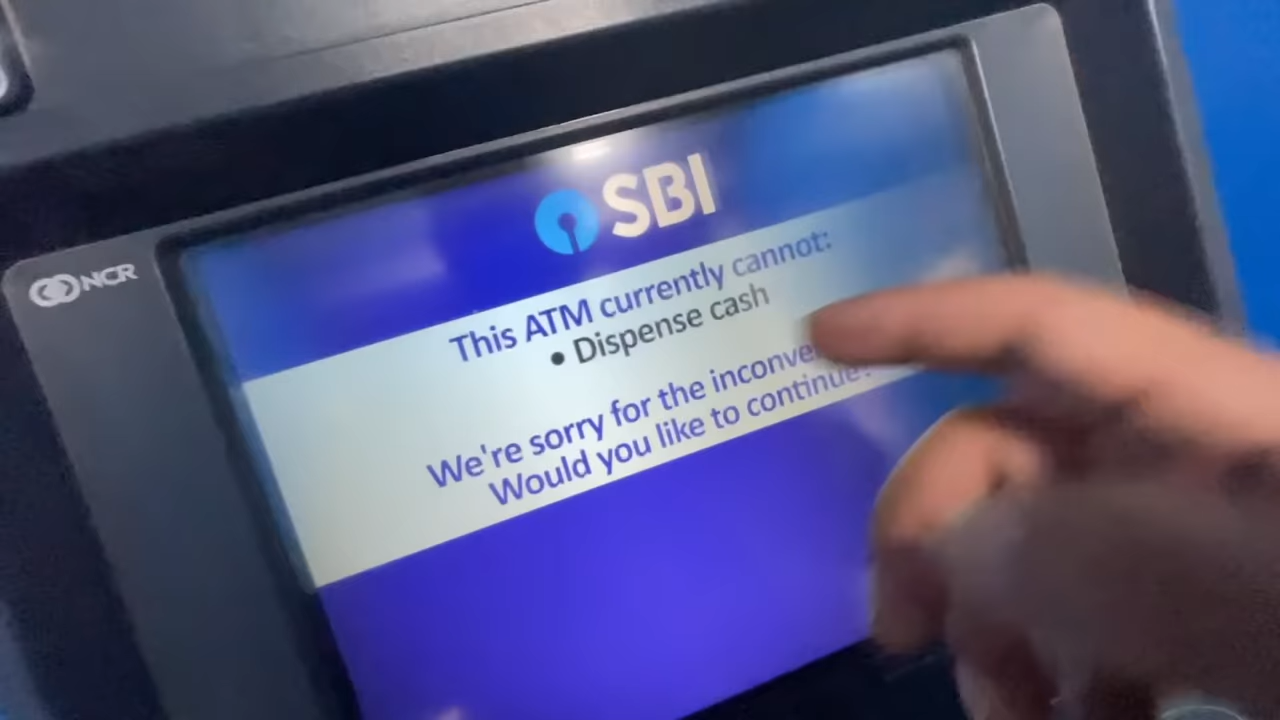 SBI
NCR
This ATM currently cannot:
• Dispense cash
We're sorry for the
Would you like to continue?